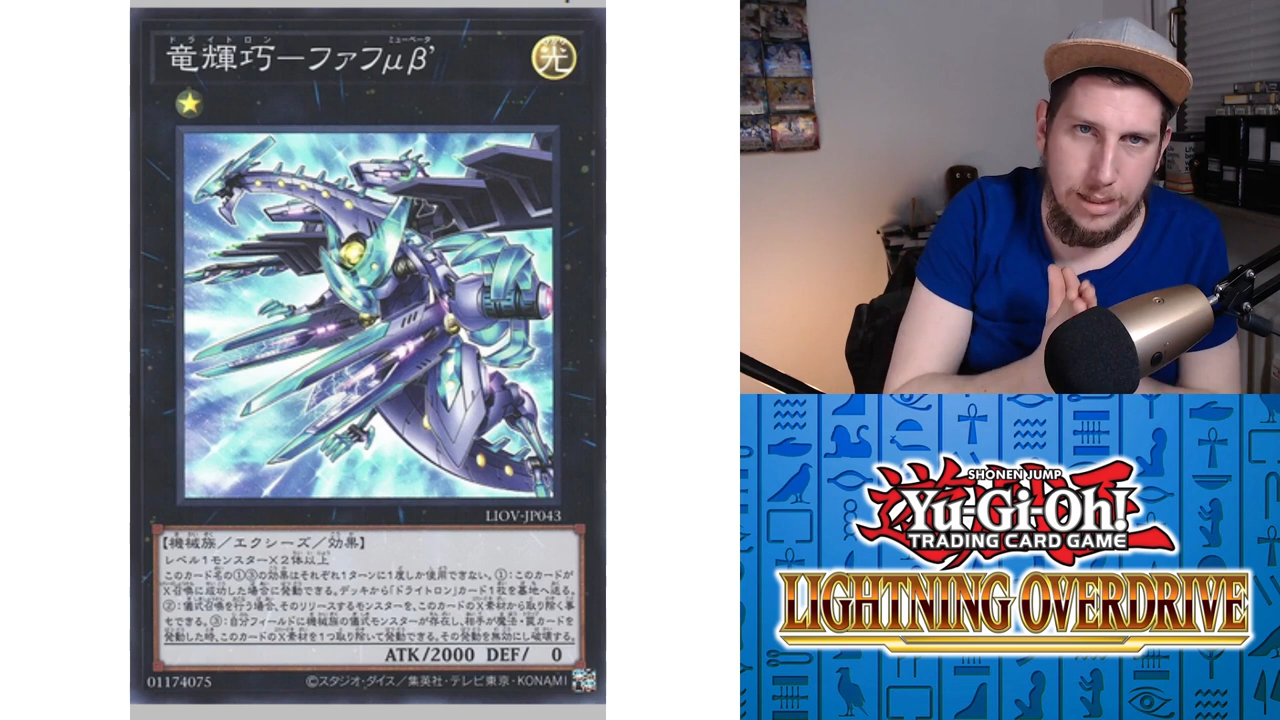 ドライトロン ミューベータ
竜輝巧－ファフμβ’
光
LIOV-JP043
【機械族／エクシーズ／効果】
レベル1モンスター×2体以上
このカード名の①③の効果はそれぞれ1ターンに1度しか使用できない。①：このカードが
X召喚に成功した場合に発動できる。デッキから「ドライトロン」カード1枚を墓地へ送る。
②：儀式召喚を行う場合、そのリリースするモンスターを、このカードのX素材から取り除く事
もできる。③：自分フィールドに機械族の儀式モンスターが存在し、相手が魔法・罠カードを
発動した時、このカードのX素材を1つ取り除いて発動できる。その発動を無効にし破壊する。
ATK/2000 DEF/ 0
01174075
©スタジオ・ダイス／集英社・テレビ東京・KONAMI
SHONEN JUMP
Yu-Gi-Oh!
TRADING CARD GAME
LIGHTNING OVERDRIVE